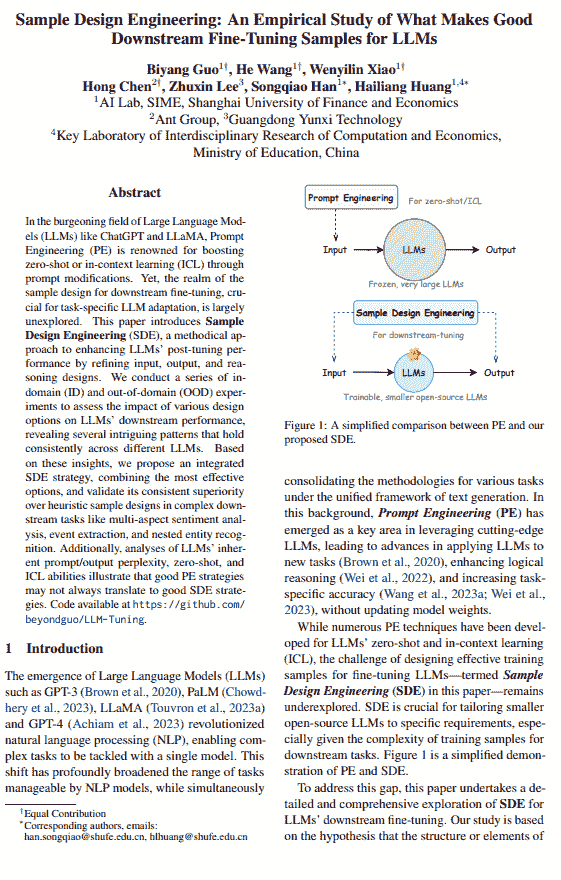 Sample Design Engineering: An Empirical Study of What Makes Good
Downstream Fine-Tuning Samples for LLMs
Biyang Guo1†, He Wang1†, Wenyilin Xiao1†
Hong Chen2†, Zhuxin Lee3, Songqiao Han1*, Hailiang Huang1,4*
1AI Lab, SIME, Shanghai University of Finance and Economics
2Ant Group, 3Guangdong Yunxi Technology
4Key Laboratory of Interdisciplinary Research of Computation and Economics,
Ministry of Education, China
Abstract
In the burgeoning field of Large Language Mod-
els (LLMs) like ChatGPT and LLaMA, Prompt
Engineering (PE) is renowned for boosting
zero-shot or in-context learning (ICL) through
prompt modifications. Yet, the realm of the
sample design for downstream fine-tuning, cru-
cial for task-specific LLM adaptation, is largely
unexplored. This paper introduces Sample
Design Engineering (SDE), a methodical ap-
proach to enhancing LLMs' post-tuning per-
formance by refining input, output, and rea-
soning designs. We conduct a series of in-
domain (ID) and out-of-domain (OOD) exper-
iments to assess the impact of various design
options on LLMs' downstream performance,
revealing several intriguing patterns that hold
consistently across different LLMs. Based
on these insights, we propose an integrated
SDE strategy, combining the most effective
options, and validate its consistent superiority
over heuristic sample designs in complex down-
stream tasks like multi-aspect sentiment anal-
ysis, event extraction, and nested entity recog-
nition. Additionally, analyses of LLMs' inher-
ent prompt/output perplexity, zero-shot, and
ICL abilities illustrate that good PE strategies
may not always translate to good SDE strate-
gies. Code available at https://github.com/
beyondguo/LLM-Tuning.
1 Introduction
The emergence of Large Language Models (LLMs)
such as GPT-3 (Brown et al., 2020), PaLM (Chowd-
hery et al., 2023), LLaMA (Touvron et al., 2023a)
and GPT-4 (Achiam et al., 2023) revolutionized
natural language processing (NLP), enabling com-
plex tasks to be tackled with a single model. This
shift has profoundly broadened the range of tasks
manageable by NLP models, while simultaneously
†Equal Contribution
*Corresponding authors, emails:
han.songqiao@shufe.edu.cn, hlhuang@shufe.edu.cn
Prompt Engineering
For zero-shot/ICL
Input
LLMs
Output
Frozen, very large LLMs
Sample Design Engineering
For downstream-tuning
Input
LLMs
Output
Trainable, smaller open-source LLMs
Figure 1: A simplified comparison between PE and our
proposed SDE.
consolidating the methodologies for various tasks
under the unified framework of text generation. In
this background, Prompt Engineering (PE) has
emerged as a key area in leveraging cutting-edge
LLMs, leading to advances in applying LLMs to
new tasks (Brown et al., 2020), enhancing logical
reasoning (Wei et al., 2022), and increasing task-
specific accuracy (Wang et al., 2023a; Wei et al.,
2023), without updating model weights.
While numerous PE techniques have been devel-
oped for LLMs' zero-shot and in-context learning
(ICL), the challenge of designing effective training
samples for fine-tuning LLMs—termed Sample
Design Engineering (SDE) in this paper—remains
underexplored. SDE is crucial for tailoring smaller
open-source LLMs to specific requirements, espe-
cially given the complexity of training samples for
downstream tasks. Figure 1 is a simplified demon-
stration of PE and SDE.
To address this gap, this paper undertakes a de-
tailed and comprehensive exploration of SDE for
LLMs' downstream fine-tuning. Our study is based
on the hypothesis that the structure or elements of